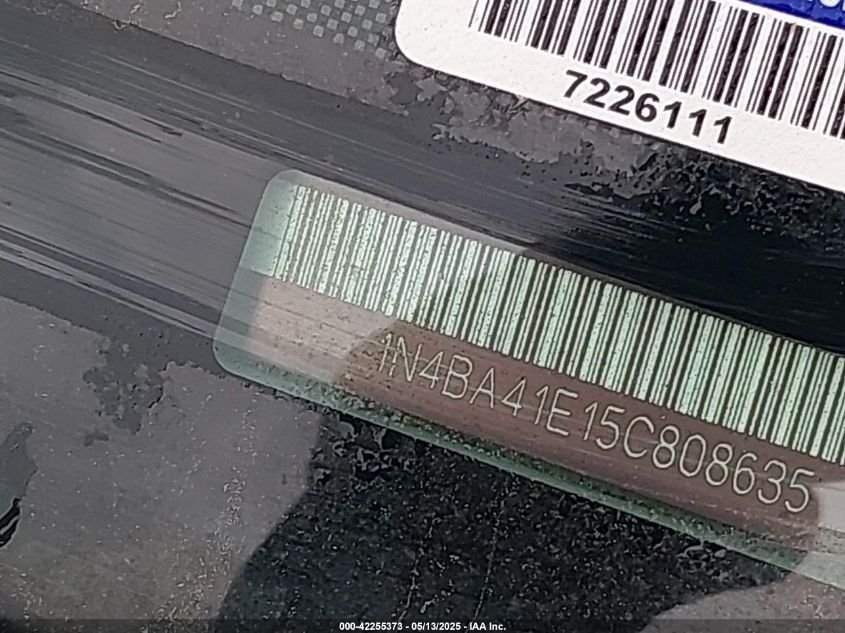 7226111
1N4BA41E15C808635
000-42255373 - 05/13/2025 - IAA Inc.